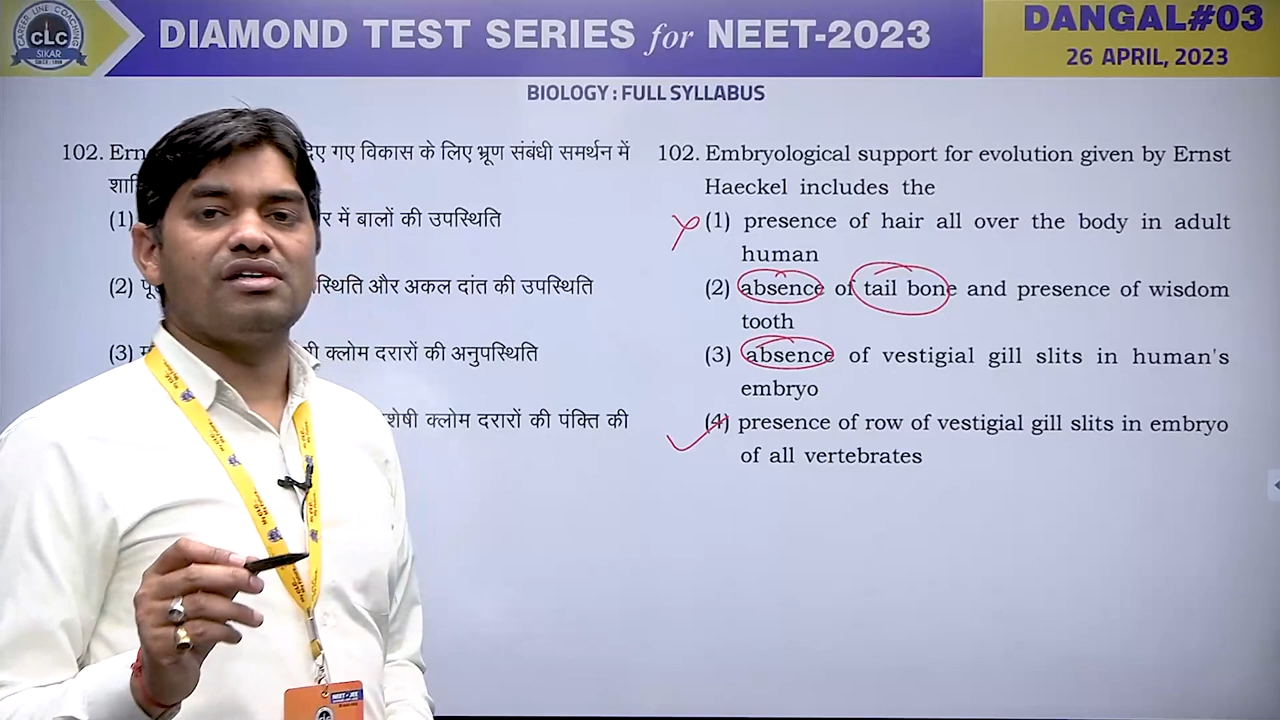 CAREER LINE COACHING
CLC
SIKAR
DIAMOND TEST SERIES for NEET-2023
DANGAL#03
26 APRIL, 2023
BIOLOGY : FULL SYLLABUS
102. Ern दिए गए विकास के लिए भ्रूण संबंधी समर्थन में
(1) में बालों की उपस्थिति
(2) और अकल दांत की उपस्थिति
(3) क्लोम दरारों की अनुपस्थिति
क्लोम दरारों की पंक्ति की
102. Embryological support for evolution given by Ernst
Haeckel includes the
(1) presence of hair all over the body in adult
human
(2) absence of tail bone and presence of wisdom
tooth
(3) absence of vestigial gill slits in human's
embryo
(4) presence of row of vestigial gill slits in embryo
of all vertebrates
NEET JEE
CLC